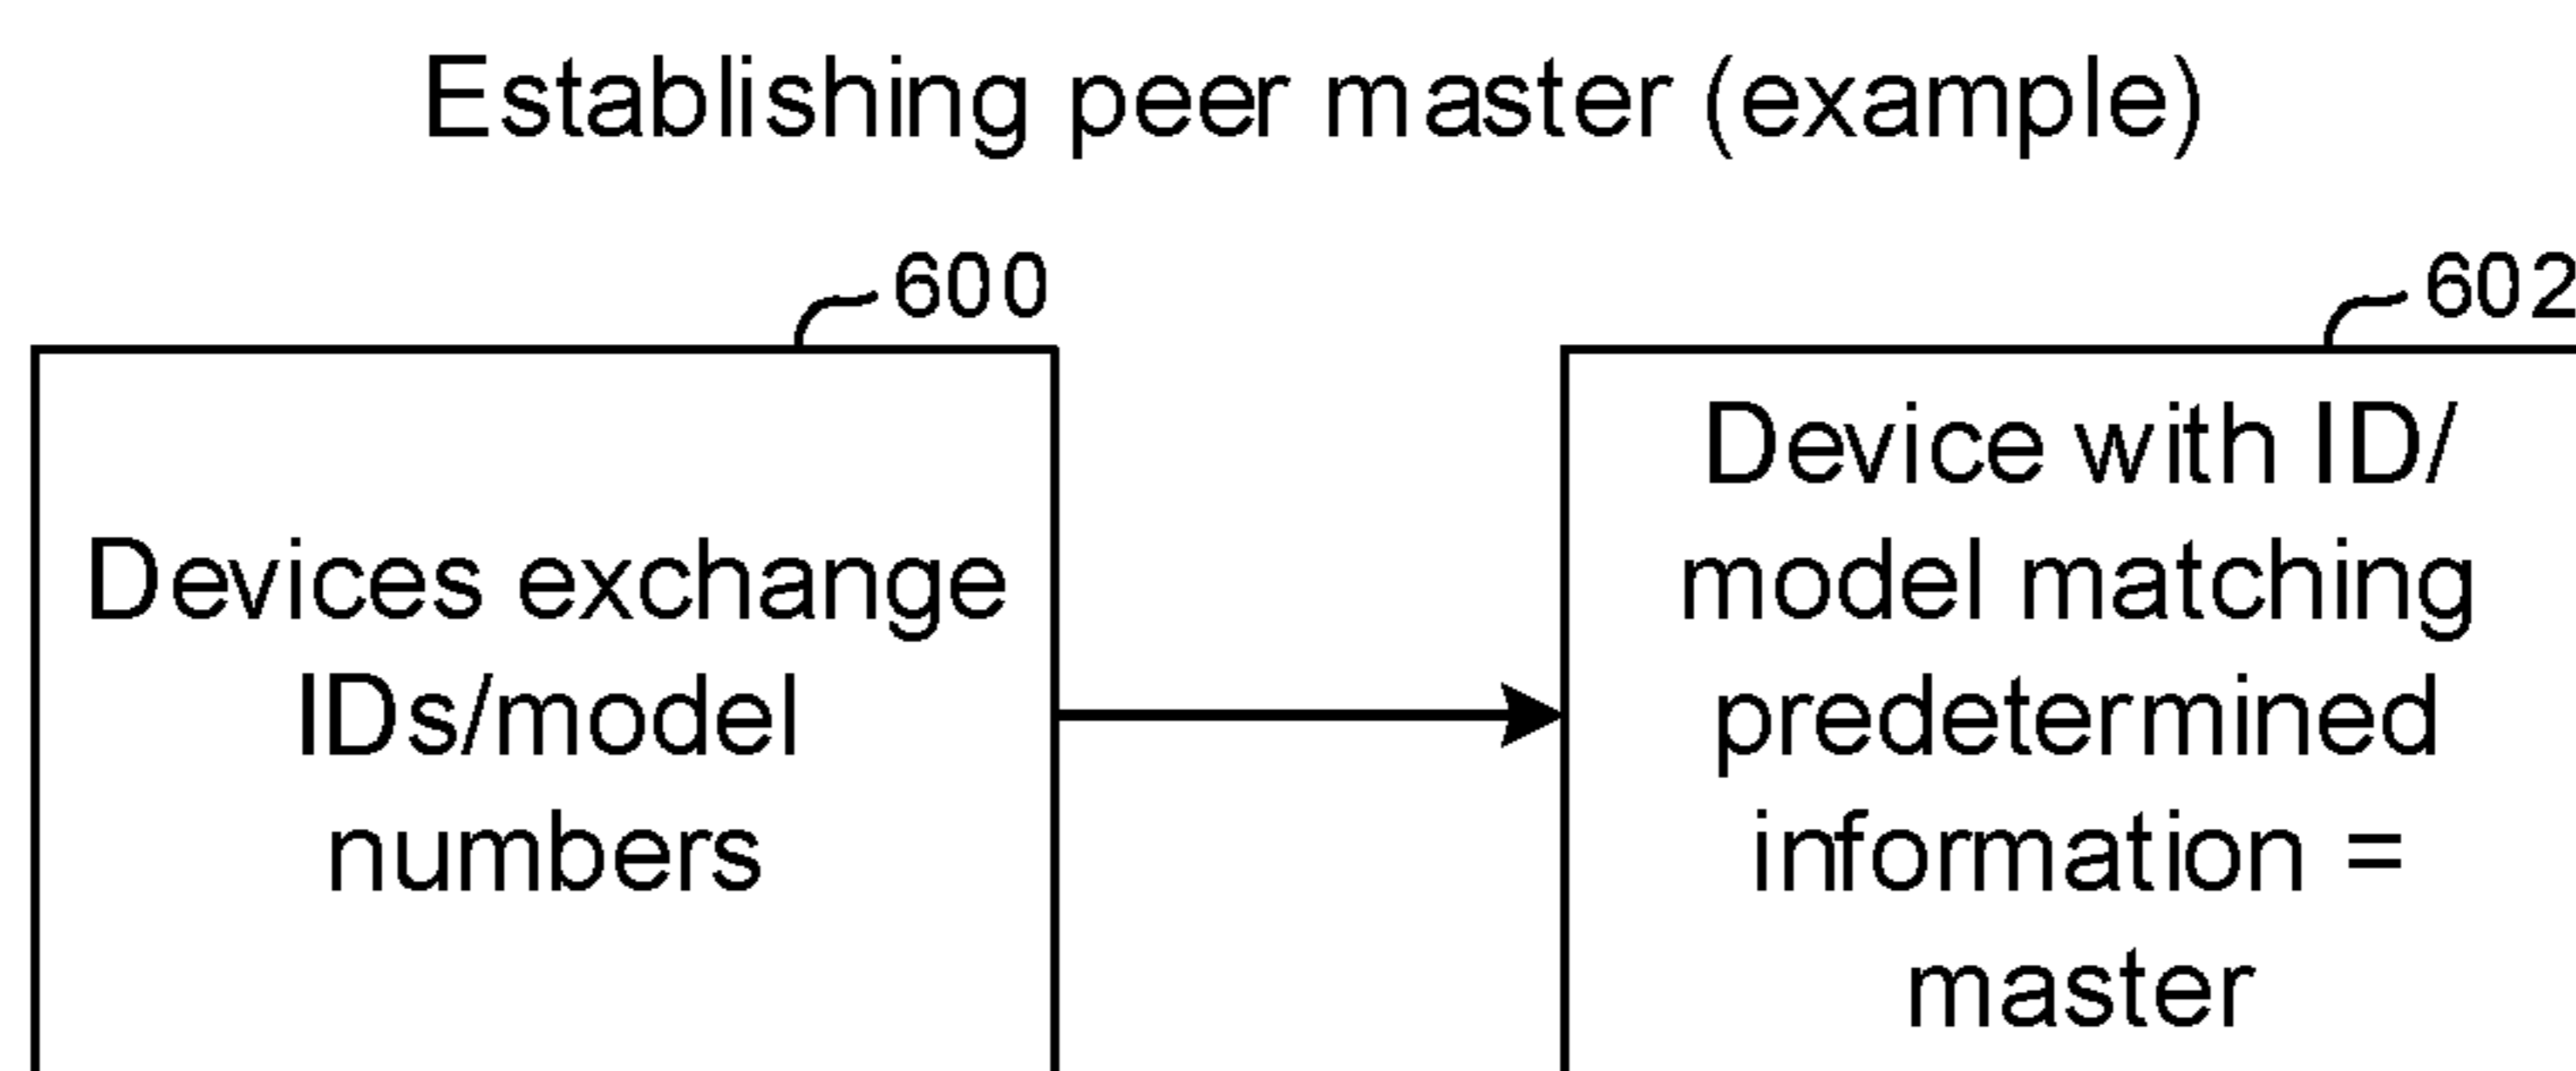 Establishing peer master (example)
600
Devices exchange
IDs/model
numbers
602
Device with ID/
model matching
predetermined
information =
master